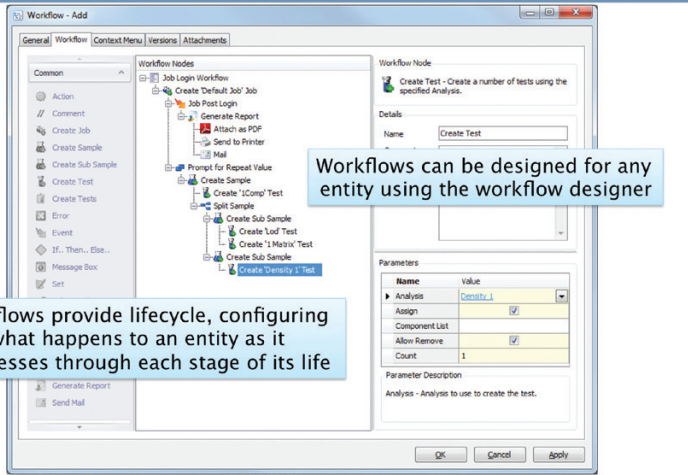 Workflow - Add
General Workflow Context Menu Versions Attachments
Common
Action
Comment
Create Job
Create Sample
Create Sub Sample
Create Test
Create Tests
Error
Event
If.. Then.. Else..
Message Box
Set
Generate Report
Send Mail
Workflow Nodes
Job Login Workflow
Create 'Default Job' Job
Job Post Login
Generate Report
Attach as PDF
Send to Printer
Mail
Prompt for Repeat Value
Create Sample
Create '1Comp' Test
Split Sample
Create Sub Sample
Create 'Lod' Test
Create '1 Matrix' Test
Create Sub Sample
Create 'Density 1' Test
Workflow Node
Create Test - Create a number of tests using the
specified Analysis.
Details
Name Create Test
Workflows can be designed for any
entity using the workflow designer
Parameters
Name Value
Analysis Density 1
Assign
Component List
Allow Remove
Count 1
Parameter Description
Analysis - Analysis to use to create the test.
flows provide lifecycle, configuring
what happens to an entity as it
esses through each stage of its life
OK Cancel Apply